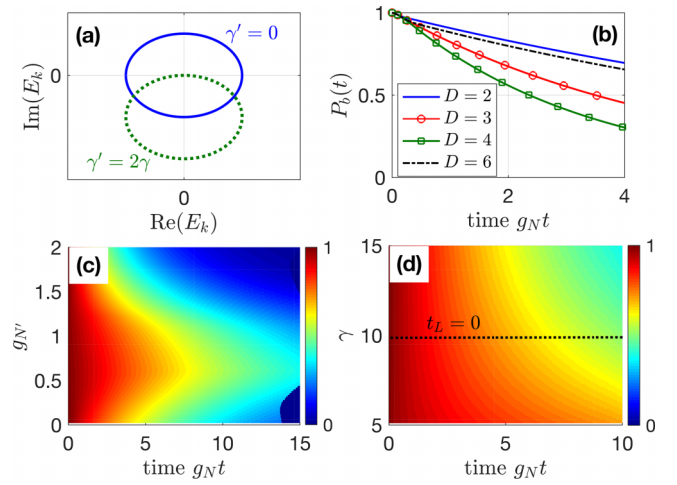 (a)
γ′ = 0
Im(E_k)
0
γ′ = 2γ
0
Re(E_k)
(b)
P_b(t)
1
0.5
0
D = 2
D = 3
D = 4
D = 6
0
2
4
time g_N t
(c)
g_N′
2
1.5
1
0.5
0
0
5
10
15
time g_N t
1
0
(d)
γ
15
10
5
t_L = 0
0
5
10
time g_N t
1
0